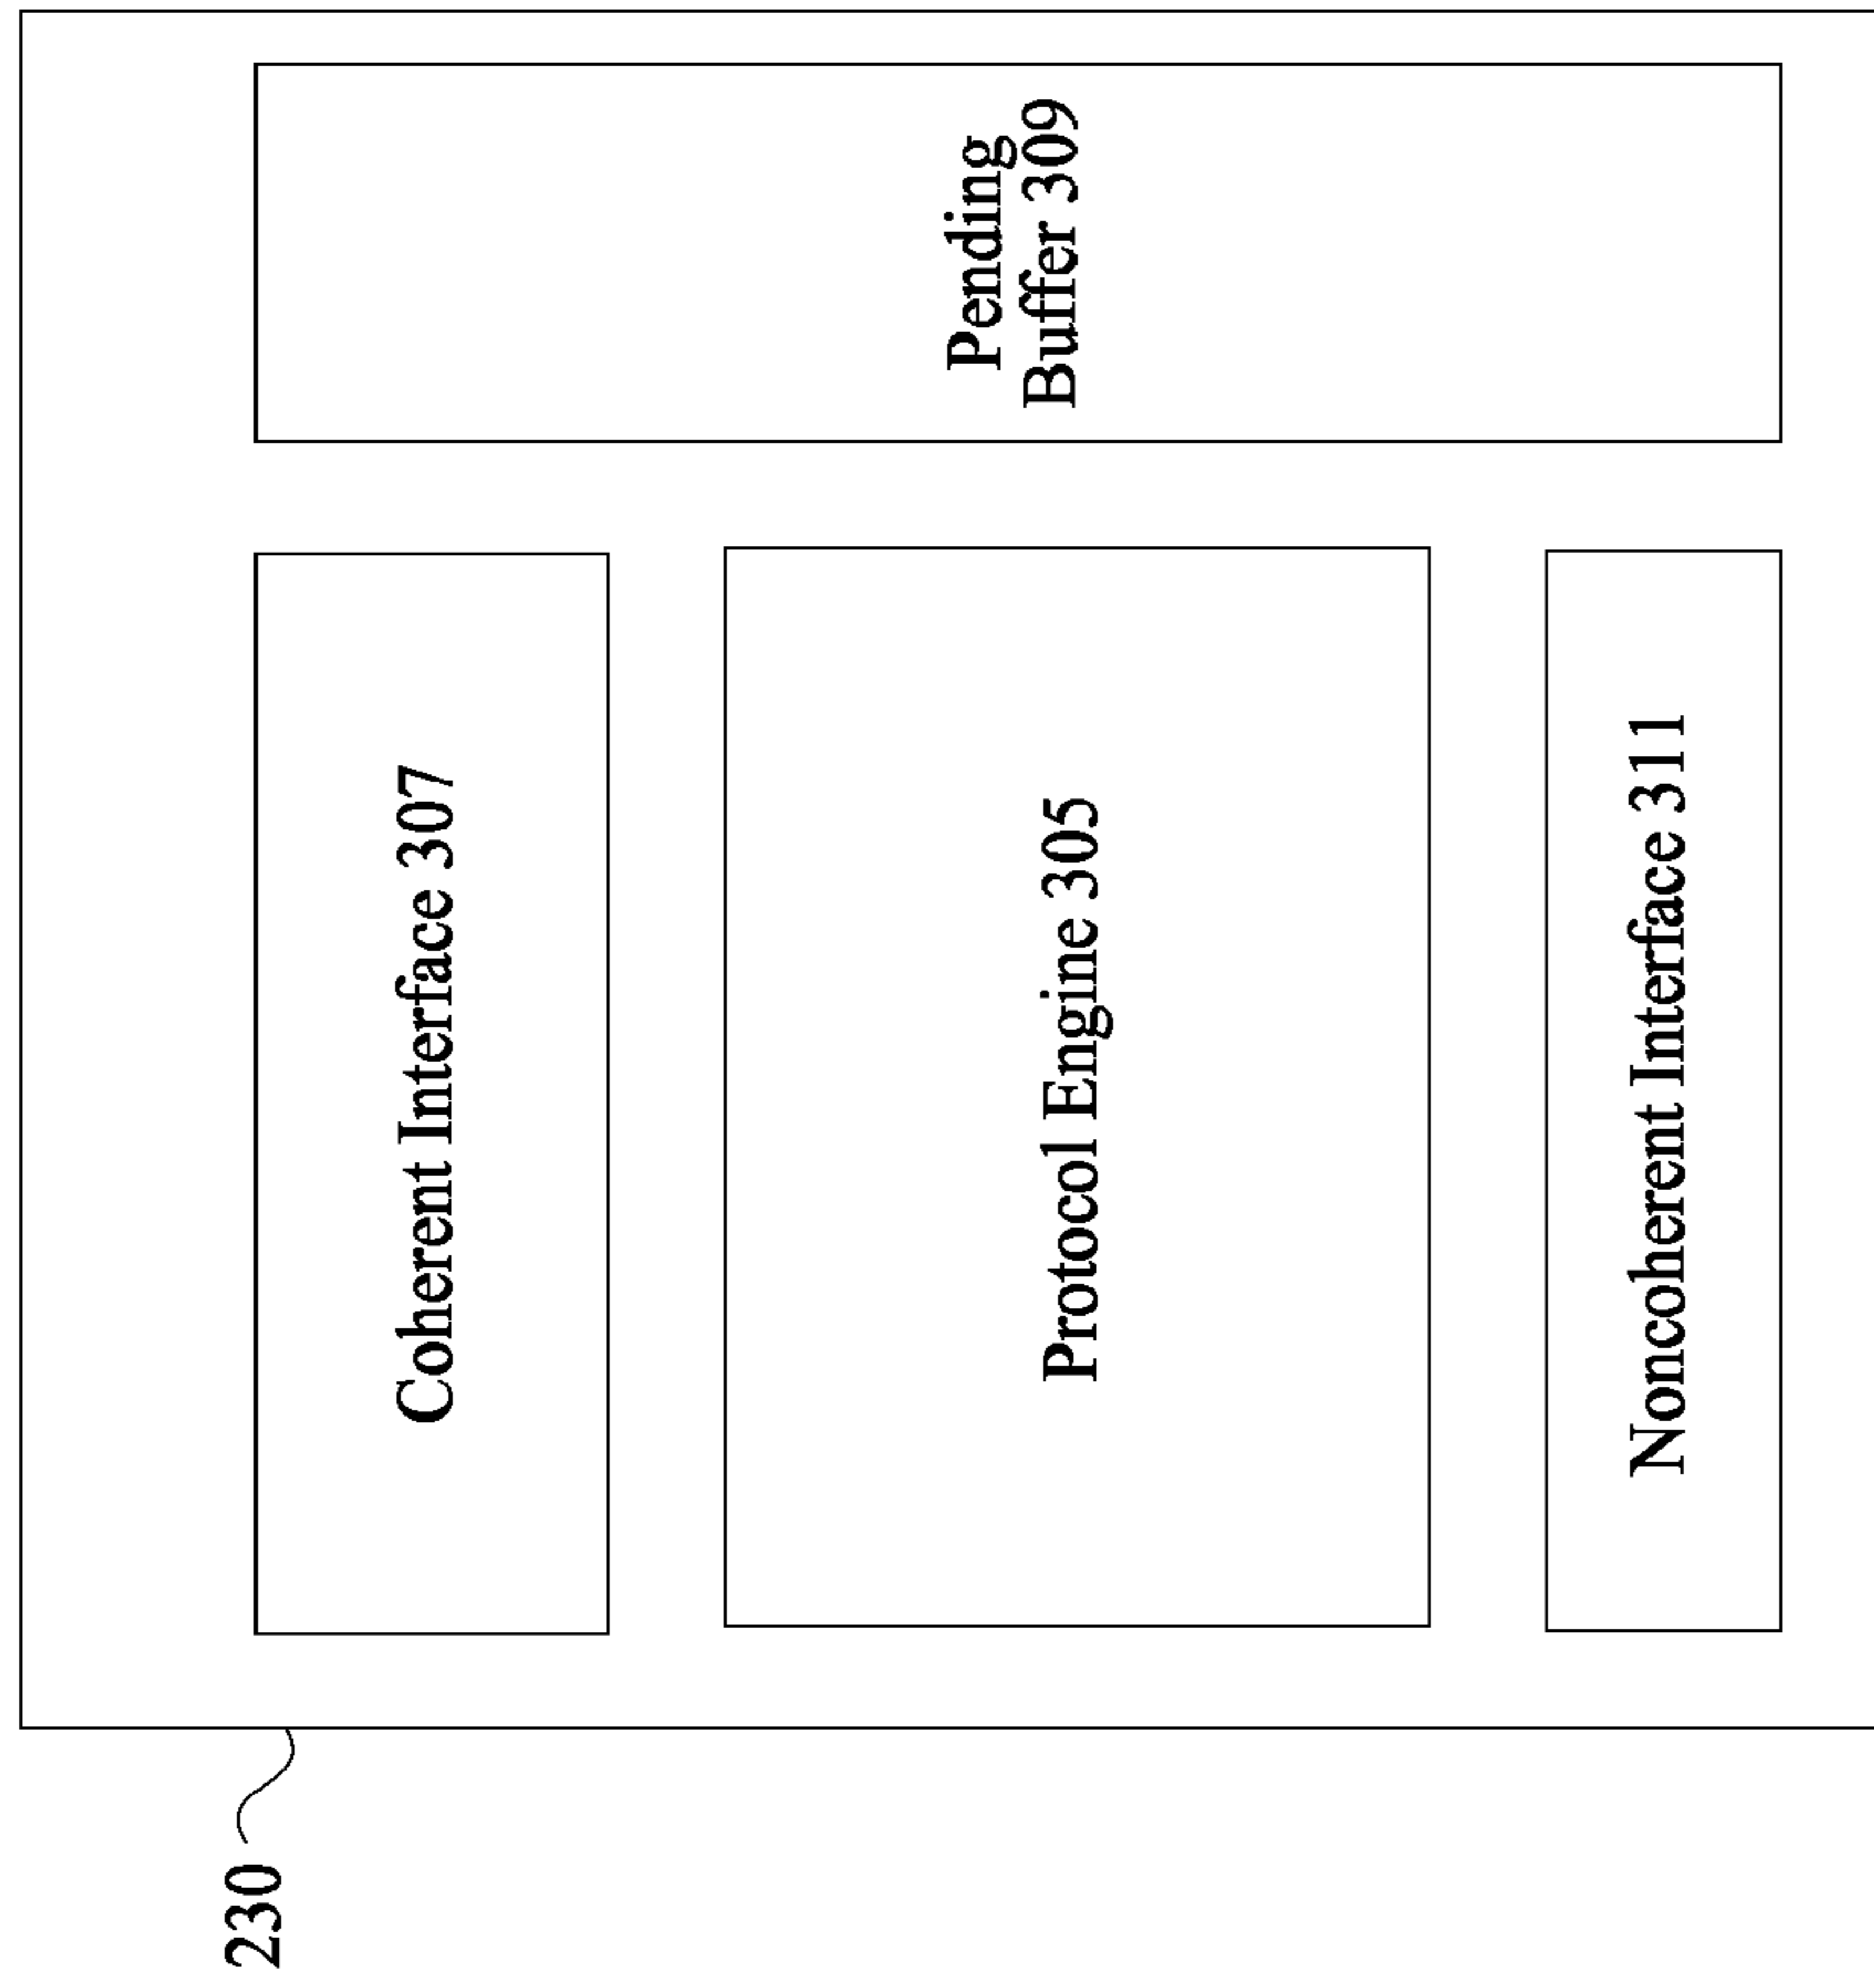 230
Coherent Interface 307
Protocol Engine 305
Noncoherent Interface 311
Pending
Buffer 309